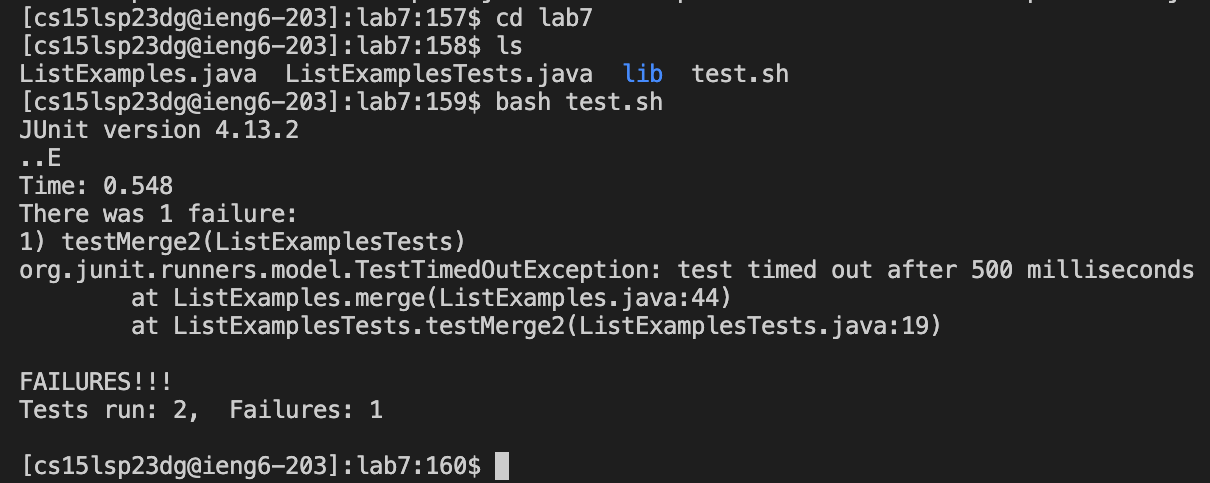 [cs15lsp23dg@ieng6-203]:lab7:157$ cd lab7
[cs15lsp23dg@ieng6-203]:lab7:158$ ls
ListExamples.java  ListExamplesTests.java  lib  test.sh
[cs15lsp23dg@ieng6-203]:lab7:159$ bash test.sh
JUnit version 4.13.2
..E
Time: 0.548
There was 1 failure:
1) testMerge2(ListExamplesTests)
org.junit.runners.model.TestTimedOutException: test timed out after 500 milliseconds
        at ListExamples.merge(ListExamples.java:44)
        at ListExamplesTests.testMerge2(ListExamplesTests.java:19)

FAILURES!!!
Tests run: 2,  Failures: 1

[cs15lsp23dg@ieng6-203]:lab7:160$